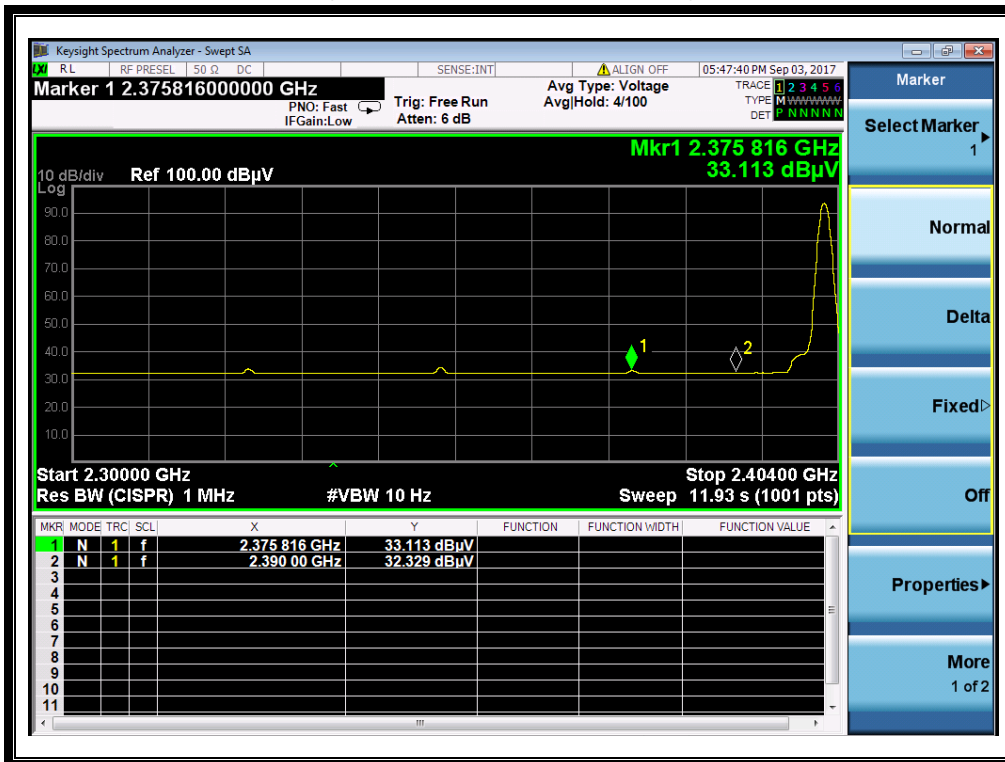 Keysight Spectrum Analyzer - Swept SA
LXI RL RF PRESEL 50 Ω DC SENSE:INT ALIGN OFF 05:47:40 PM Sep 03, 2017
Marker 1 2.375816000000 GHz
PNO: Fast
IFGain:Low
Trig: Free Run
Atten: 6 dB
Avg Type: Voltage
Avg|Hold: 4/100
TRACE 1 2 3 4 5 6
TYPE M WWWWW
DET P N N N N N
Mkr1 2.375 816 GHz
33.113 dBµV
10 dB/div Ref 100.00 dBµV
Log
90.0
80.0
70.0
60.0
50.0
40.0
30.0
20.0
10.0
1
2
Start 2.30000 GHz Stop 2.40400 GHz
Res BW (CISPR) 1 MHz #VBW 10 Hz Sweep 11.93 s (1001 pts)
MKR MODE TRC SCL X Y FUNCTION FUNCTION WIDTH FUNCTION VALUE
1 N 1 f 2.375 816 GHz 33.113 dBµV
2 N 1 f 2.390 00 GHz 32.329 dBµV
3
4
5
6
7
8
9
10
11
Marker
Select Marker
1
Normal
Delta
Fixed
Off
Properties
More
1 of 2